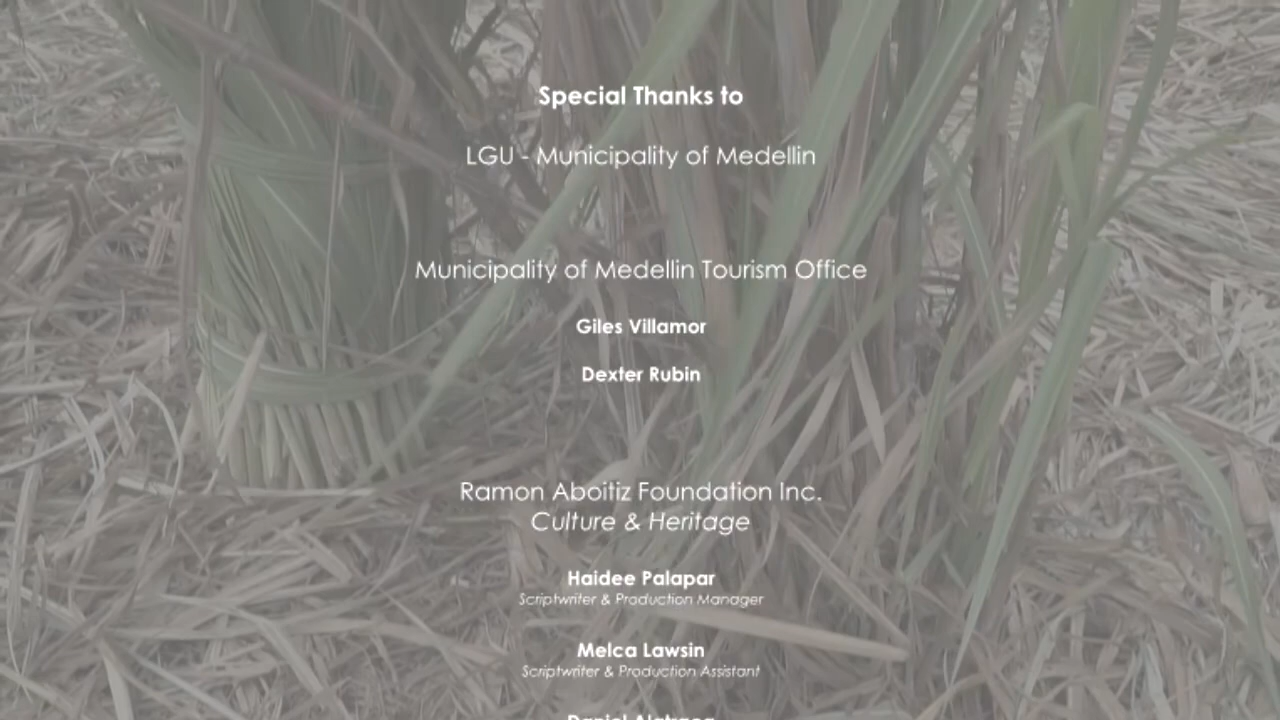 Special Thanks to
LGU - Municipality of Medellin
Municipality of Medellin Tourism Office
Giles Villamor
Dexter Rubin
Ramon Aboitiz Foundation Inc.
Culture & Heritage
Haidee Palapar
Scriptwriter & Production Manager
Melca Lawsin
Scriptwriter & Production Assistant
Daniel